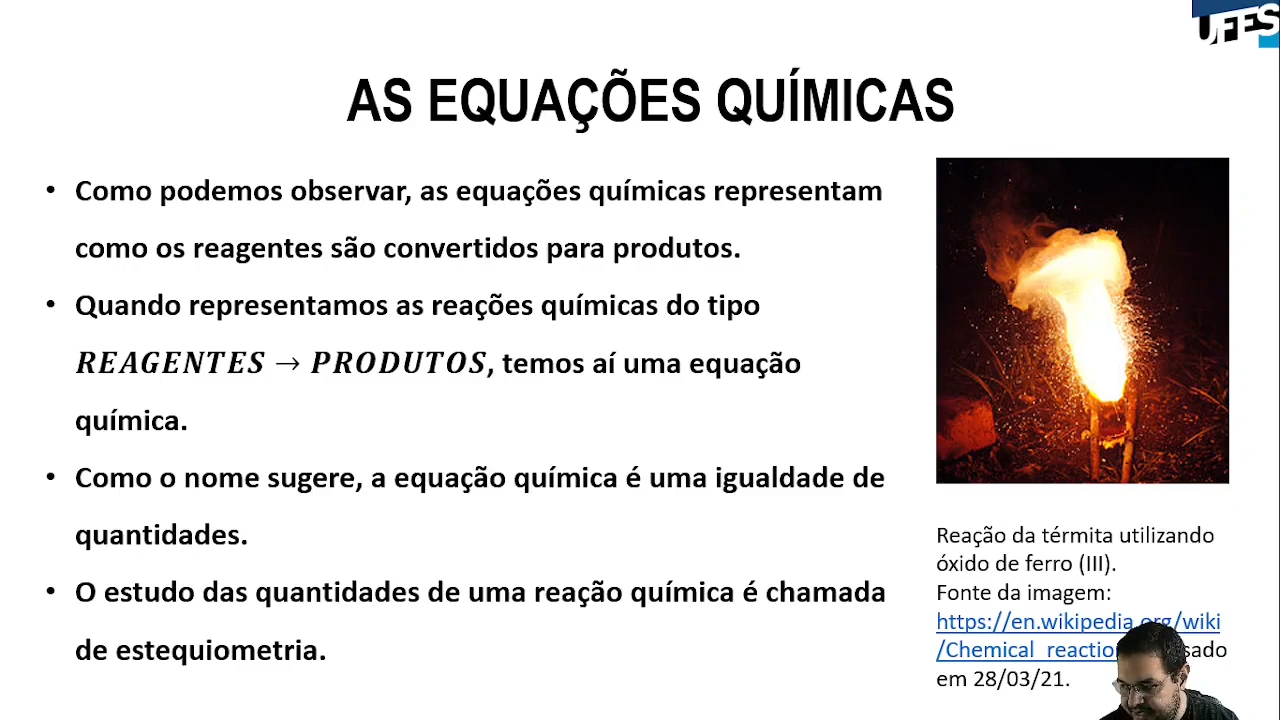 UFES
AS EQUAÇÕES QUÍMICAS
• Como podemos observar, as equações químicas representam
como os reagentes são convertidos para produtos.
• Quando representamos as reações químicas do tipo
REAGENTES → PRODUTOS, temos aí uma equação
química.
• Como o nome sugere, a equação química é uma igualdade de
quantidades.
• O estudo das quantidades de uma reação química é chamada
de estequiometria.
Reação da térmita utilizando
óxido de ferro (III).
Fonte da imagem:
https://en.wikipedia.org/wiki
/Chemical_reaction
em 28/03/21.